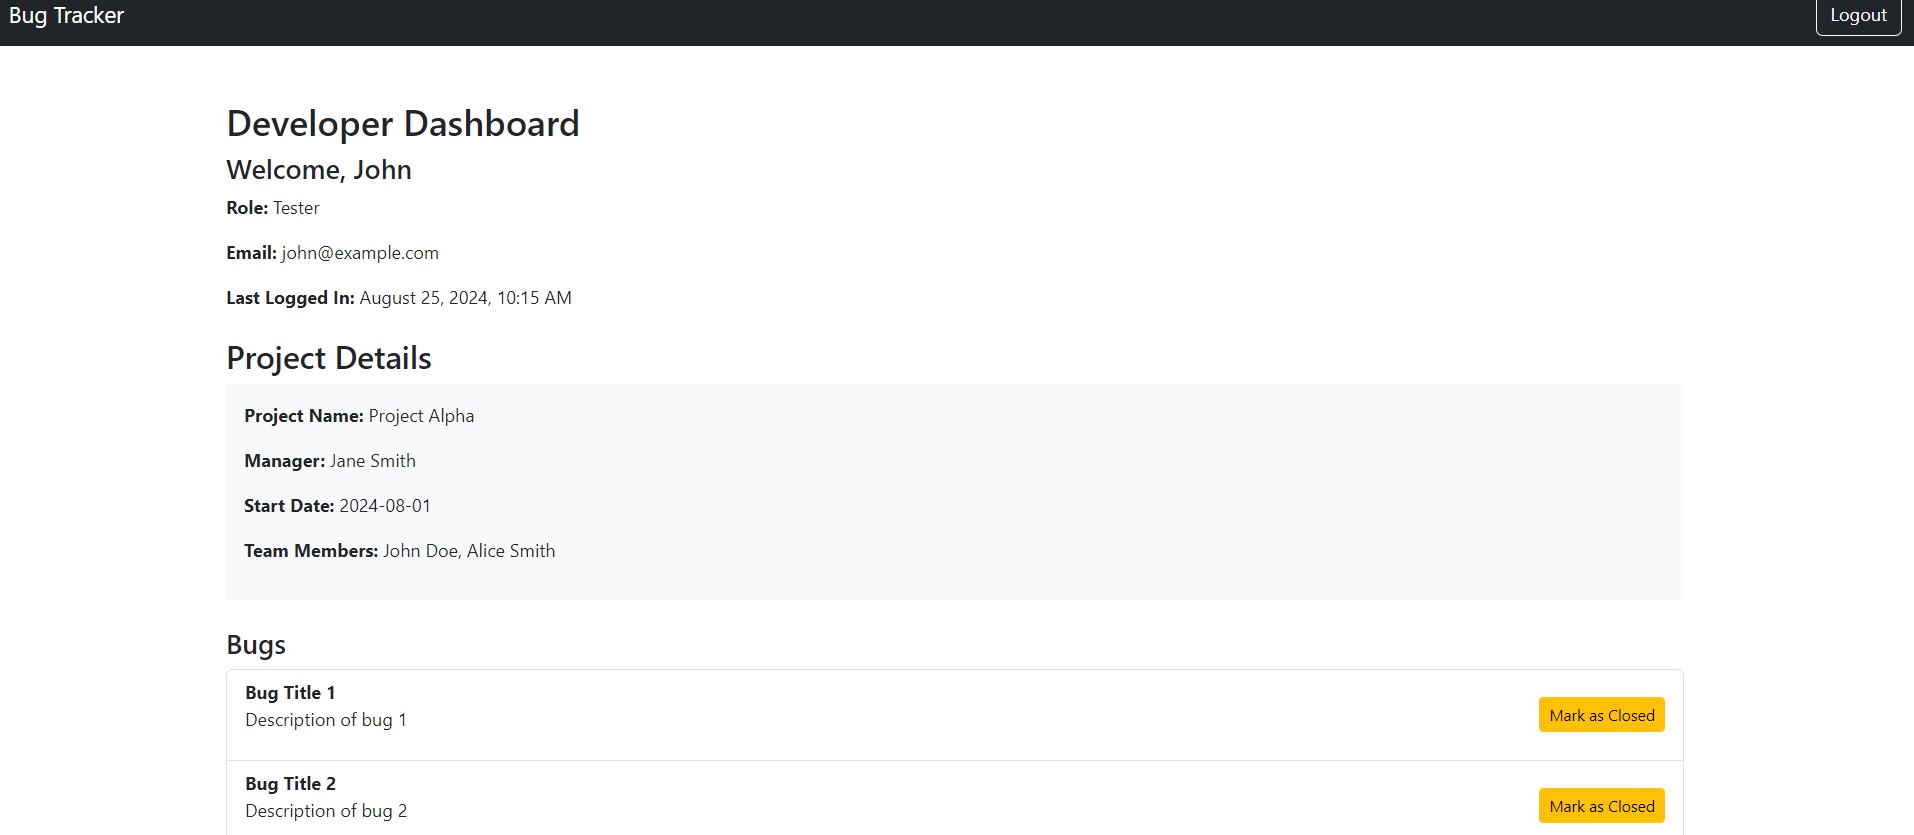 Bug Tracker
Logout
Developer Dashboard
Welcome, John
Role: Tester
Email: john@example.com
Last Logged In: August 25, 2024, 10:15 AM
Project Details
Project Name: Project Alpha
Manager: Jane Smith
Start Date: 2024-08-01
Team Members: John Doe, Alice Smith
Bugs
Bug Title 1
Description of bug 1
Mark as Closed
Bug Title 2
Description of bug 2
Mark as Closed